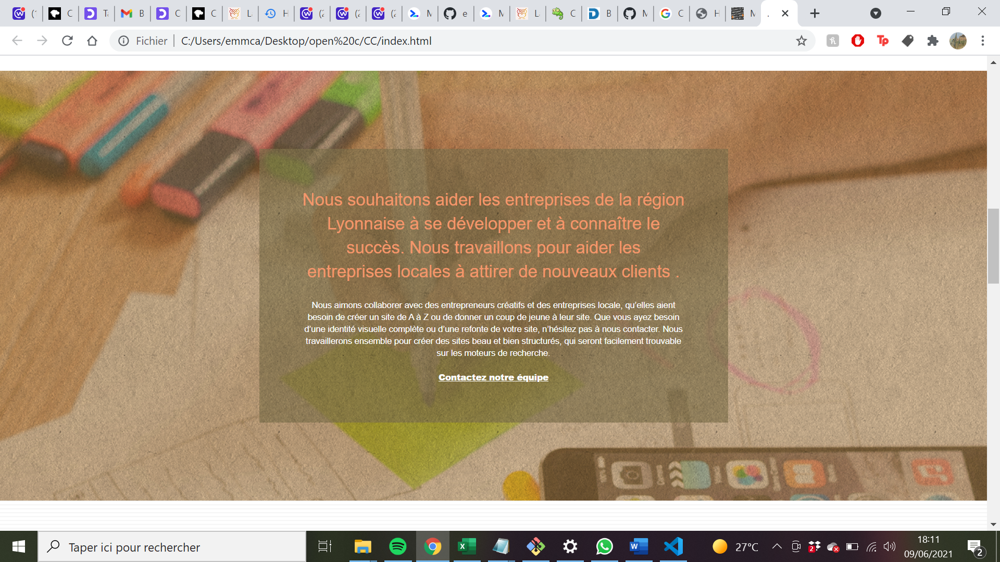 Fichier
C:/Users/emmca/Desktop/open%20c/CC/index.html
Nous souhaitons aider les entreprises de la région
Lyonnaise à se développer et à connaître le
succès. Nous travaillons pour aider les
entreprises locales à attirer de nouveaux clients .
Nous aimons collaborer avec des entrepreneurs créatifs et des entreprises locale, qu’elles aient
besoin de créer un site de A à Z ou de donner un coup de jeune à leur site. Que vous ayez besoin
d’une identité visuelle complète ou d’une refonte de votre site, n’hésitez pas à nous contacter. Nous
travaillerons ensemble pour créer des sites beau et bien structurés, qui seront facilement trouvable
sur les moteurs de recherche.
Contactez notre équipe
Taper ici pour rechercher
27°C
18:11
09/06/2021
2